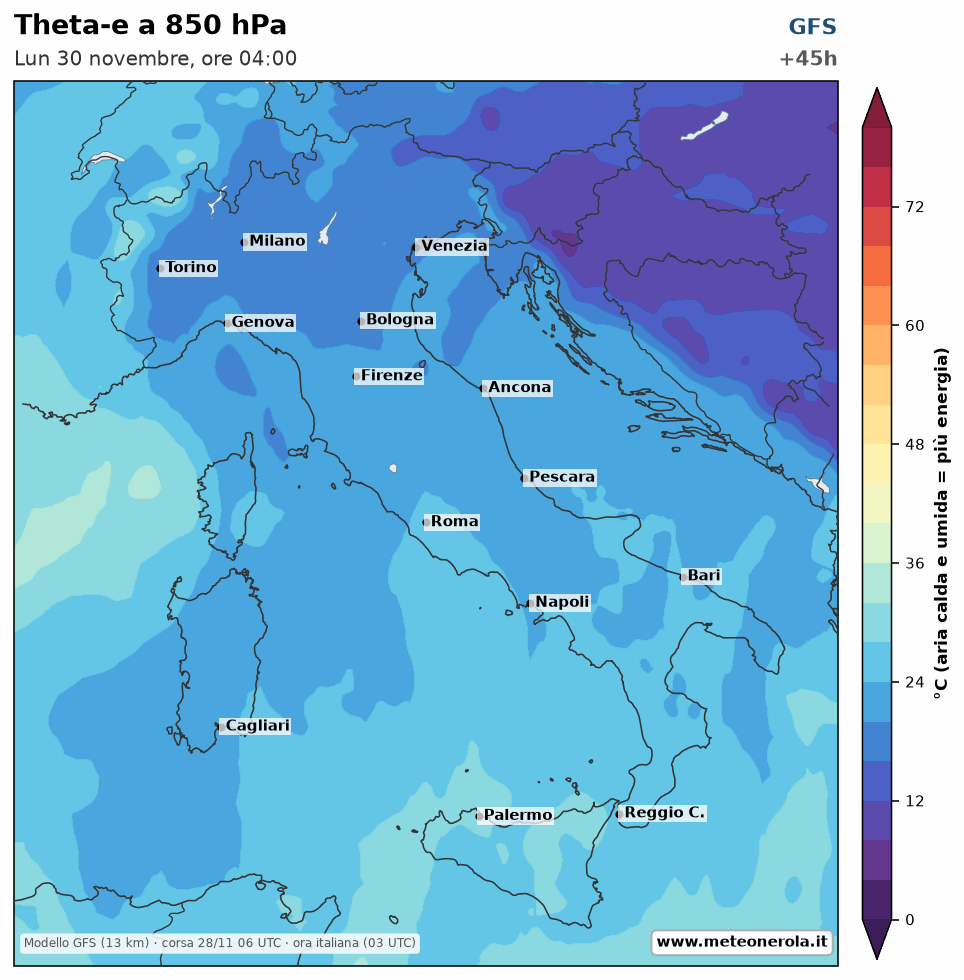 Theta-e a 850 hPa
GFS
Lun 30 novembre, ore 04:00
+45h
Milano
Venezia
Torino
Genova
Bologna
Firenze
Ancona
Pescara
Roma
Bari
Napoli
Cagliari
Palermo
Reggio C.
72
60
48
36
24
12
0
°C (aria calda e umida = più energia)
Modello GFS (13 km) · corsa 28/11 06 UTC · ora italiana (03 UTC)
www.meteonerola.it